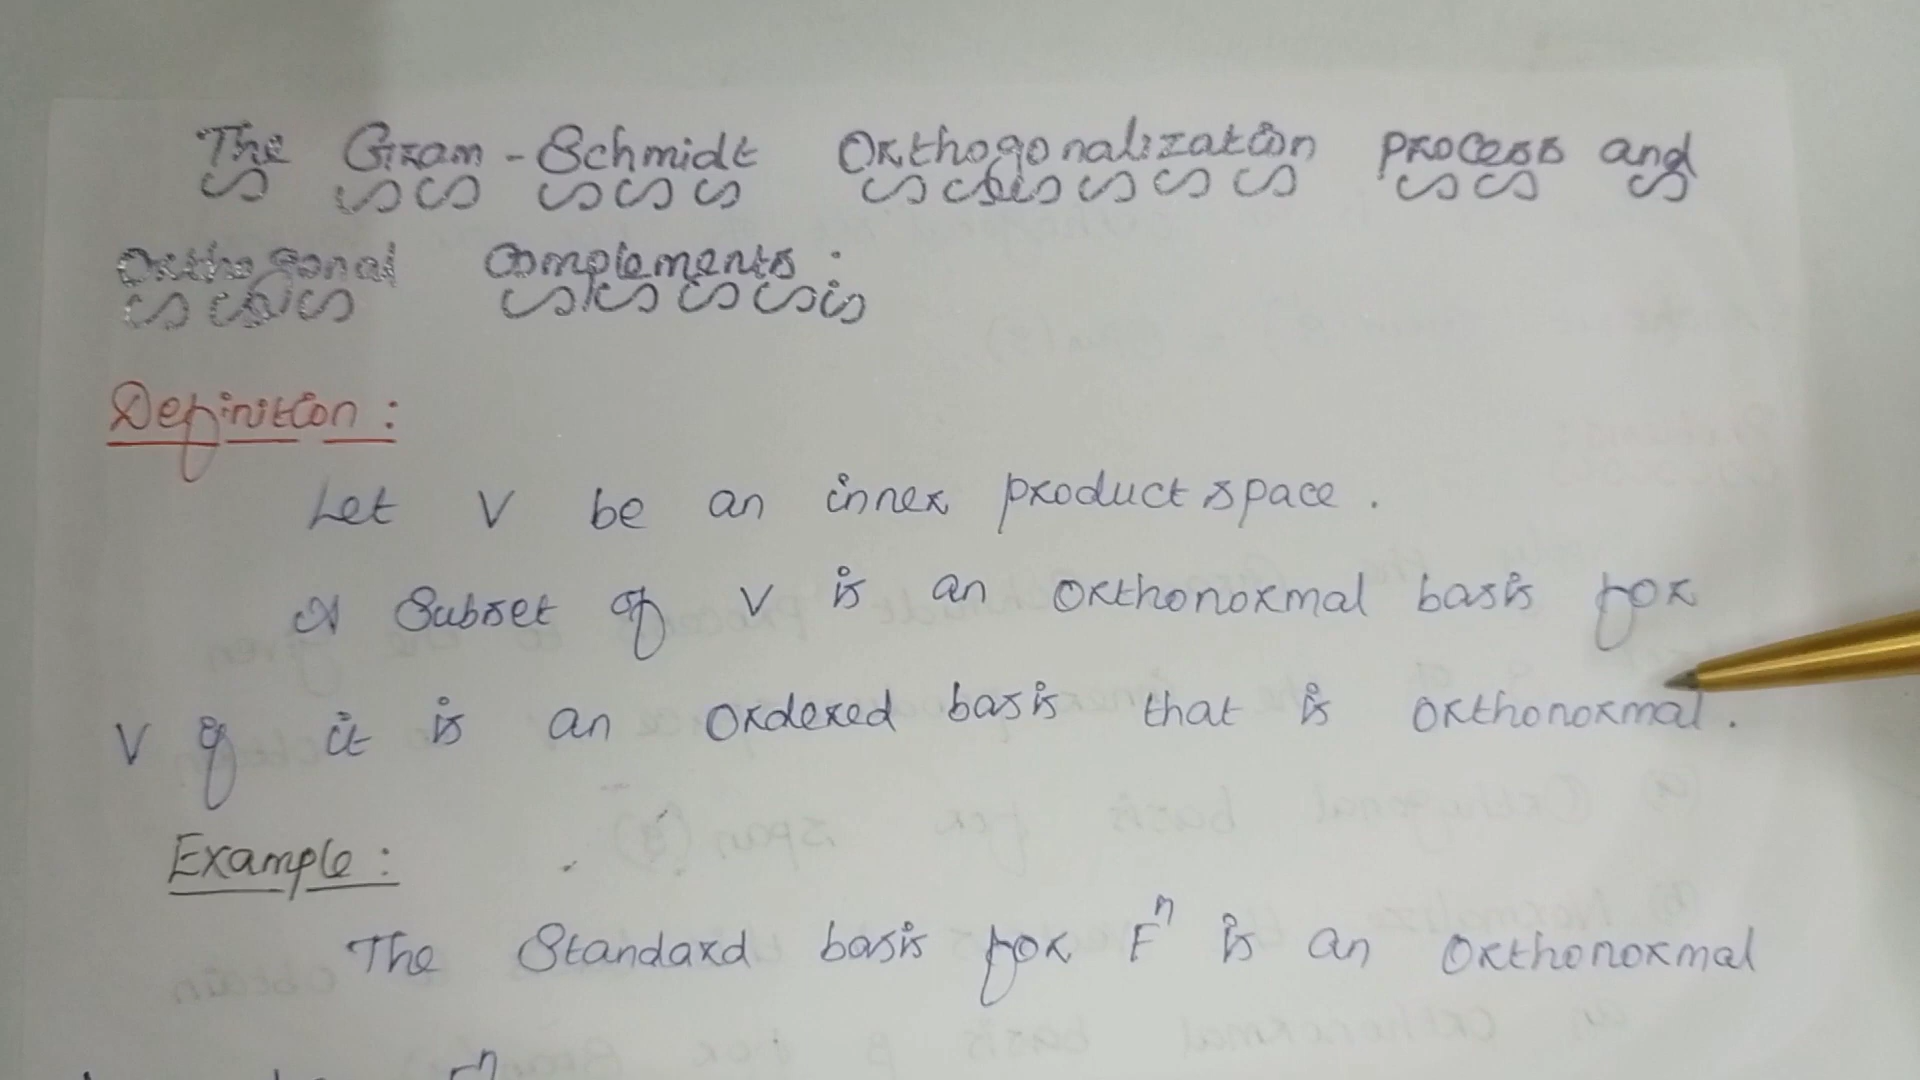 The Gram-Schmidt Orthogonalization process and
Orthogonal Complements:
Definition:
Let V be an inner product space.
A Subset of V is an Orthonormal basis for
V if it is an Ordered basis that is Orthonormal.
Example:
The Standard basis for Fⁿ is an Orthonormal